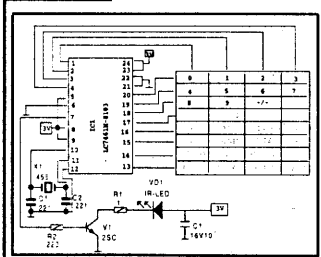 1
2
3
4
5
6
7
8
9
10
11
12
24
23
22
21
20
19
18
17
16
15
14
13
IC1
LC7461M-8103
3V
0 1 2 3
4 5 6 7
8 9 -/--
X1
455
C1
221
C2
221
R2
V1
2SC
R1
1
VD1
IR-LED
3V
C1
16V10